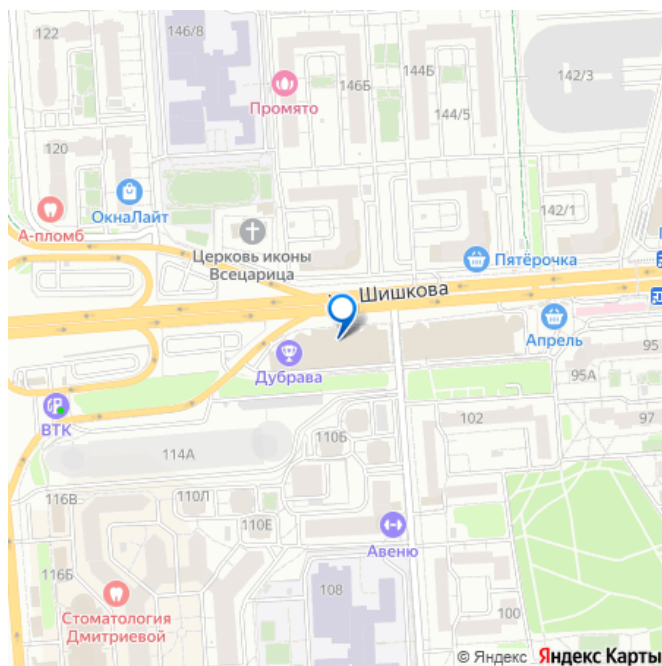 122
146/8
146Б
144Б
142/3
Промято
144/5
120
ОкнаЛайт
А-пломб
142/1
Церковь иконы
Всецарица
Пятёрочка
Шишкова
Апрель
95
Дубрава
95А
ВТК
102
97
110Б
114А
116В
110Л
110Е
Авеню
116Б
108
Стоматология
Дмитриевой
100
© Яндекс Яндекс Карты